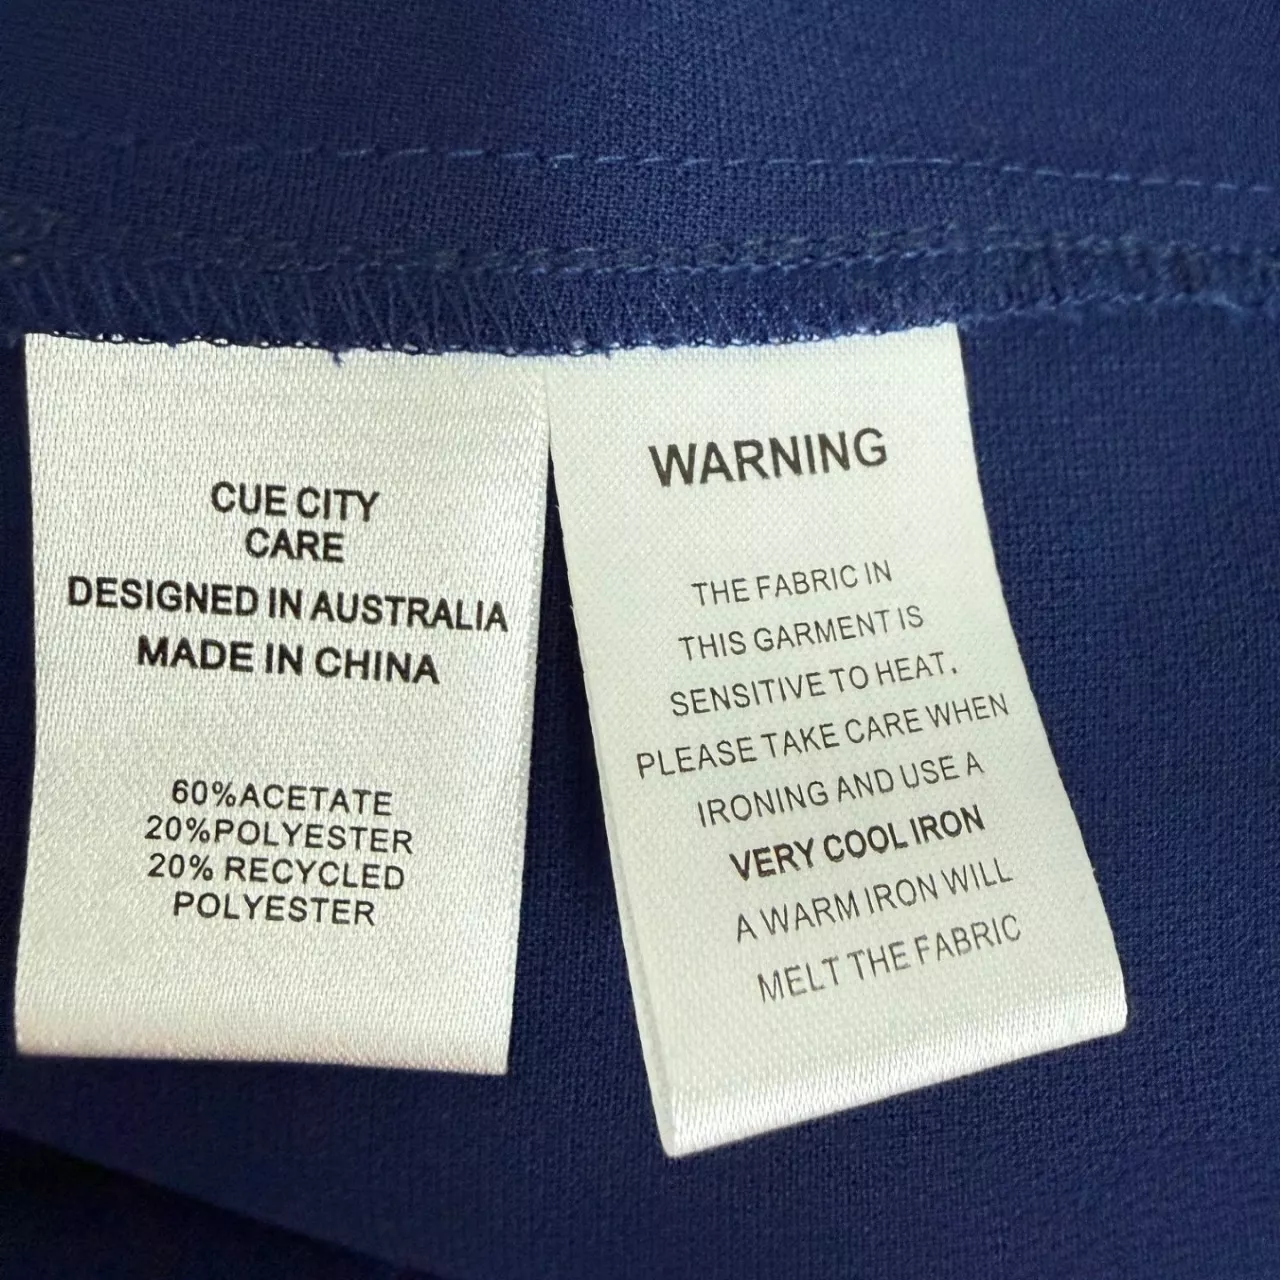 CUE CITY
CARE
DESIGNED IN AUSTRALIA
MADE IN CHINA
60%ACETATE
20%POLYESTER
20% RECYCLED
POLYESTER
WARNING
THE FABRIC IN
THIS GARMENT IS
SENSITIVE TO HEAT.
PLEASE TAKE CARE WHEN
IRONING AND USE A
VERY COOL IRON
A WARM IRON WILL
MELT THE FABRIC